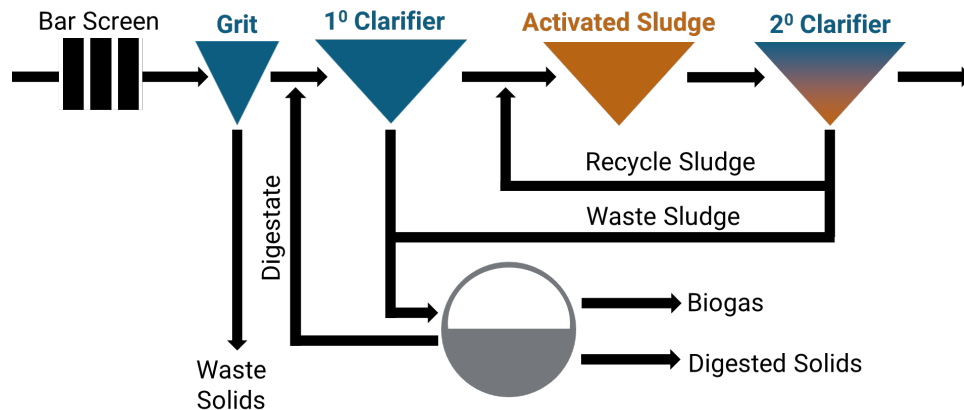 Bar Screen
Grit
1⁰ Clarifier
Activated Sludge
2⁰ Clarifier
Recycle Sludge
Waste Sludge
Digestate
Biogas
Digested Solids
Waste
Solids